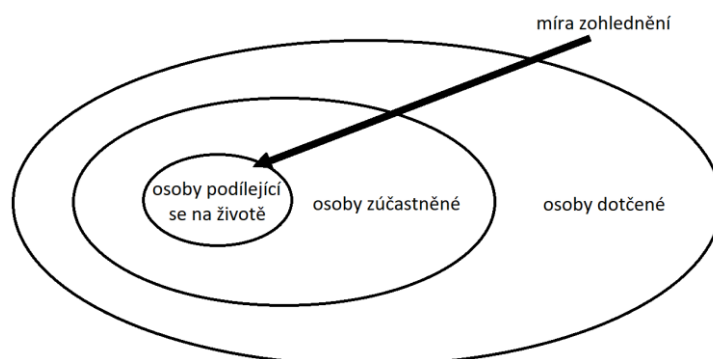 míra zohlednění
osoby podílející
se na životě
osoby zúčastněné
osoby dotčené